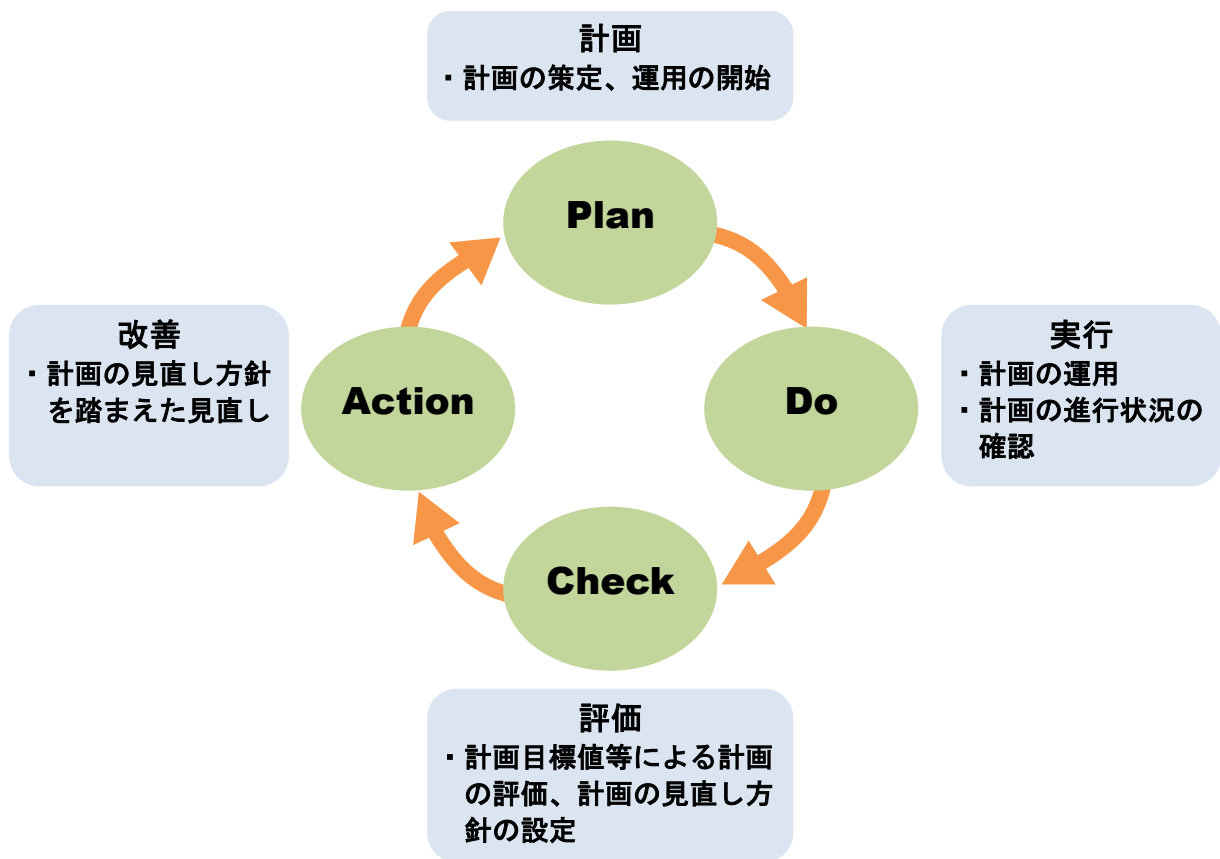 計画
・計画の策定、運用の開始
Plan
改善
・計画の見直し方針
を踏まえた見直し
Action
Do
実行
・計画の運用
・計画の進行状況の
確認
Check
評価
・計画目標値等による計画
の評価、計画の見直し方
針の設定